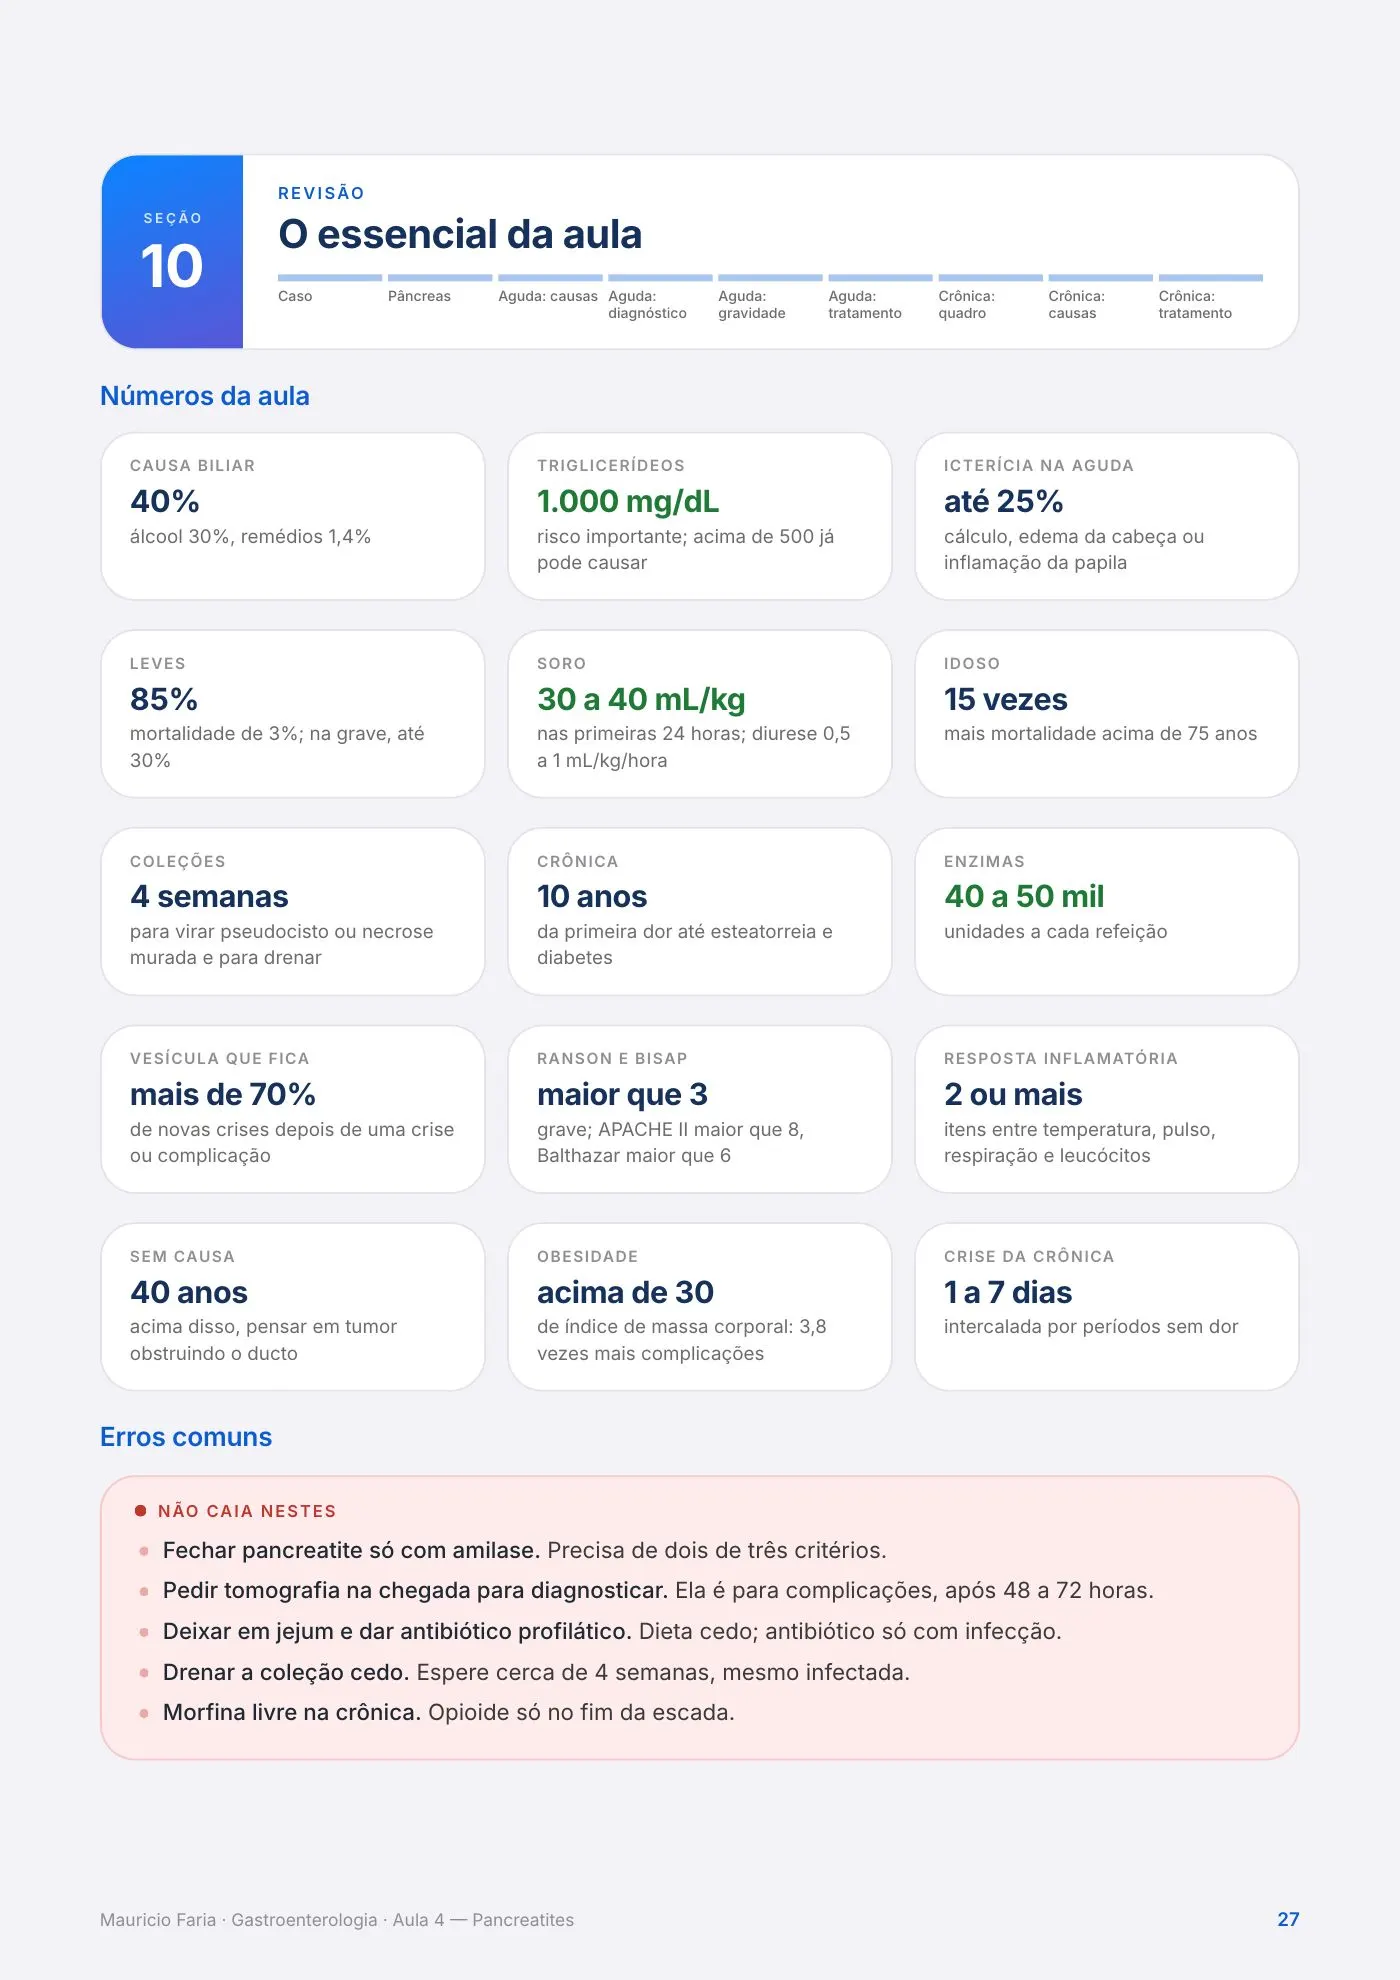 SEÇÃO
10
REVISÃO
O essencial da aula
Caso
Pâncreas
Aguda: causas
Aguda:
diagnóstico
Aguda:
gravidade
Aguda:
tratamento
Crônica:
quadro
Crônica:
causas
Crônica:
tratamento
Números da aula
CAUSA BILIAR
40%
álcool 30%, remédios 1,4%
TRIGLICERÍDEOS
1.000 mg/dL
risco importante; acima de 500 já
pode causar
ICTERÍCIA NA AGUDA
até 25%
cálculo, edema da cabeça ou
inflamação da papila
LEVES
85%
mortalidade de 3%; na grave, até
30%
SORO
30 a 40 mL/kg
nas primeiras 24 horas; diurese 0,5
a 1 mL/kg/hora
IDOSO
15 vezes
mais mortalidade acima de 75 anos
COLEÇÕES
4 semanas
para virar pseudocisto ou necrose
murada e para drenar
CRÔNICA
10 anos
da primeira dor até esteatorreia e
diabetes
ENZIMAS
40 a 50 mil
unidades a cada refeição
VESÍCULA QUE FICA
mais de 70%
de novas crises depois de uma crise
ou complicação
RANSON E BISAP
maior que 3
grave; APACHE II maior que 8,
Balthazar maior que 6
RESPOSTA INFLAMATÓRIA
2 ou mais
itens entre temperatura, pulso,
respiração e leucócitos
SEM CAUSA
40 anos
acima disso, pensar em tumor
obstruindo o ducto
OBESIDADE
acima de 30
de índice de massa corporal: 3,8
vezes mais complicações
CRISE DA CRÔNICA
1 a 7 dias
intercalada por períodos sem dor
Erros comuns
NÃO CAIA NESTES
Fechar pancreatite só com amilase. Precisa de dois de três critérios.
Pedir tomografia na chegada para diagnosticar. Ela é para complicações, após 48 a 72 horas.
Deixar em jejum e dar antibiótico profilático. Dieta cedo; antibiótico só com infecção.
Drenar a coleção cedo. Espere cerca de 4 semanas, mesmo infectada.
Morfina livre na crônica. Opioide só no fim da escada.
Mauricio Faria · Gastroenterologia · Aula 4 — Pancreatites
27